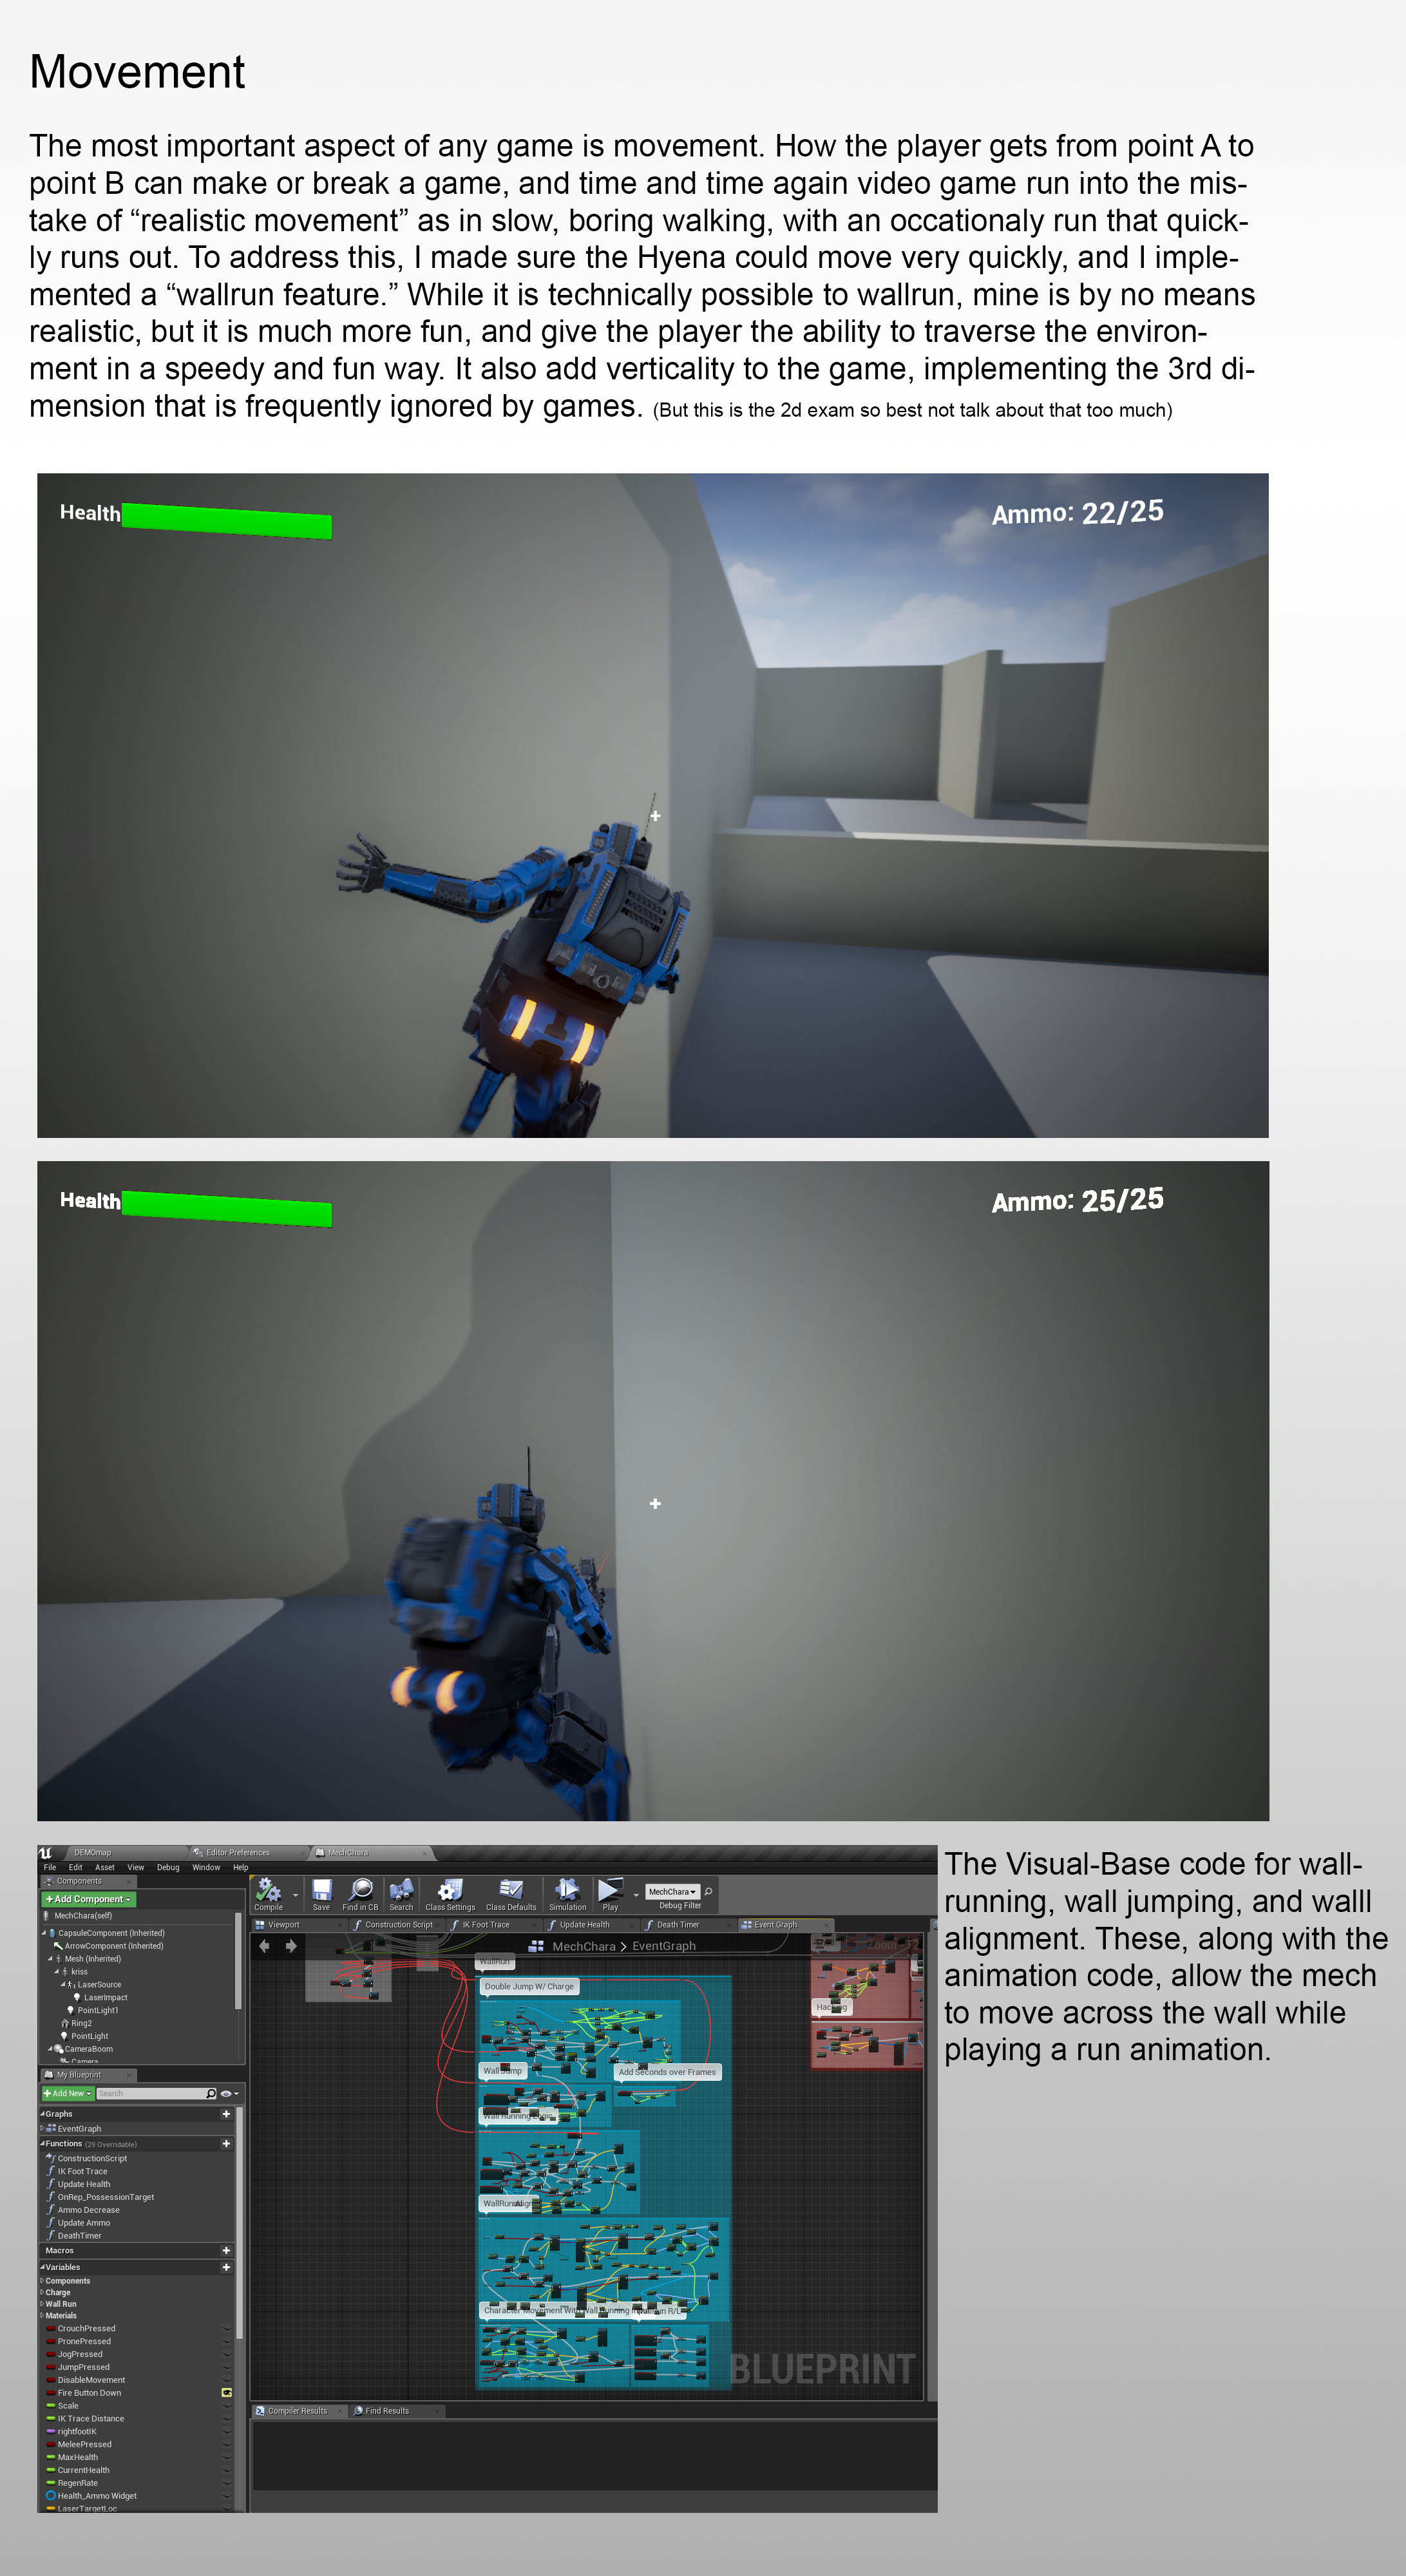 Movement
The most important aspect of any game is movement. How the player gets from point A to
point B can make or break a game, and time and time again video game run into the mis-
take of “realistic movement” as in slow, boring walking, with an occationaly run that quick-
ly runs out. To address this, I made sure the Hyena could move very quickly, and I imple-
mented a “wallrun feature.” While it is technically possible to wallrun, mine is by no means
realistic, but it is much more fun, and give the player the ability to traverse the environ-
ment in a speedy and fun way. It also add verticality to the game, implementing the 3rd di-
mension that is frequently ignored by games. (But this is the 2d exam so best not talk about that too much)
Health
Ammo: 22/25
Health
Ammo: 25/25
DEMOmap
Editor Preferences
MechChara
File Edit Asset View Debug Window Help
Components
+Add Component
MechChara(self)
CapsuleComponent (Inherited)
ArrowComponent (Inherited)
Mesh (Inherited)
kriss
LaserSource
LaserImpact
PointLight1
Ring2
PointLight
CameraBoom
Camera
My Blueprint
+Add New
Search
Graphs
EventGraph
Functions (29 Overridable)
ConstructionScript
IK Foot Trace
Update Health
OnRep_PossessionTarget
Ammo Decrease
Update Ammo
DeathTimer
Macros
Variables
Components
Charge
Wall Run
Materials
CrouchPressed
PronePressed
JogPressed
JumpPressed
DisableMovement
Fire Button Down
Scale
IK Trace Distance
rightfootIK
MeleePressed
MaxHealth
CurrentHealth
RegenRate
Health_Ammo Widget
LaserTargetLoc
Compile
Save
Find in CB
Search
Class Settings
Class Defaults
Simulation
Play
MechChara
Debug Filter
Viewport
Construction Script
IK Foot Trace
Update Health
Death Timer
Event Graph
MechChara > EventGraph
Zoom
WallRun
Double Jump W/ Charge
Wall Jump
Add Seconds over Frames
Wall Running
WallRunAlign
Character Movement With Wall Running
BLUEPRINT
Compiler Results
Find Results
The Visual-Base code for wall-
running, wall jumping, and walll
alignment. These, along with the
animation code, allow the mech
to move across the wall while
playing a run animation.